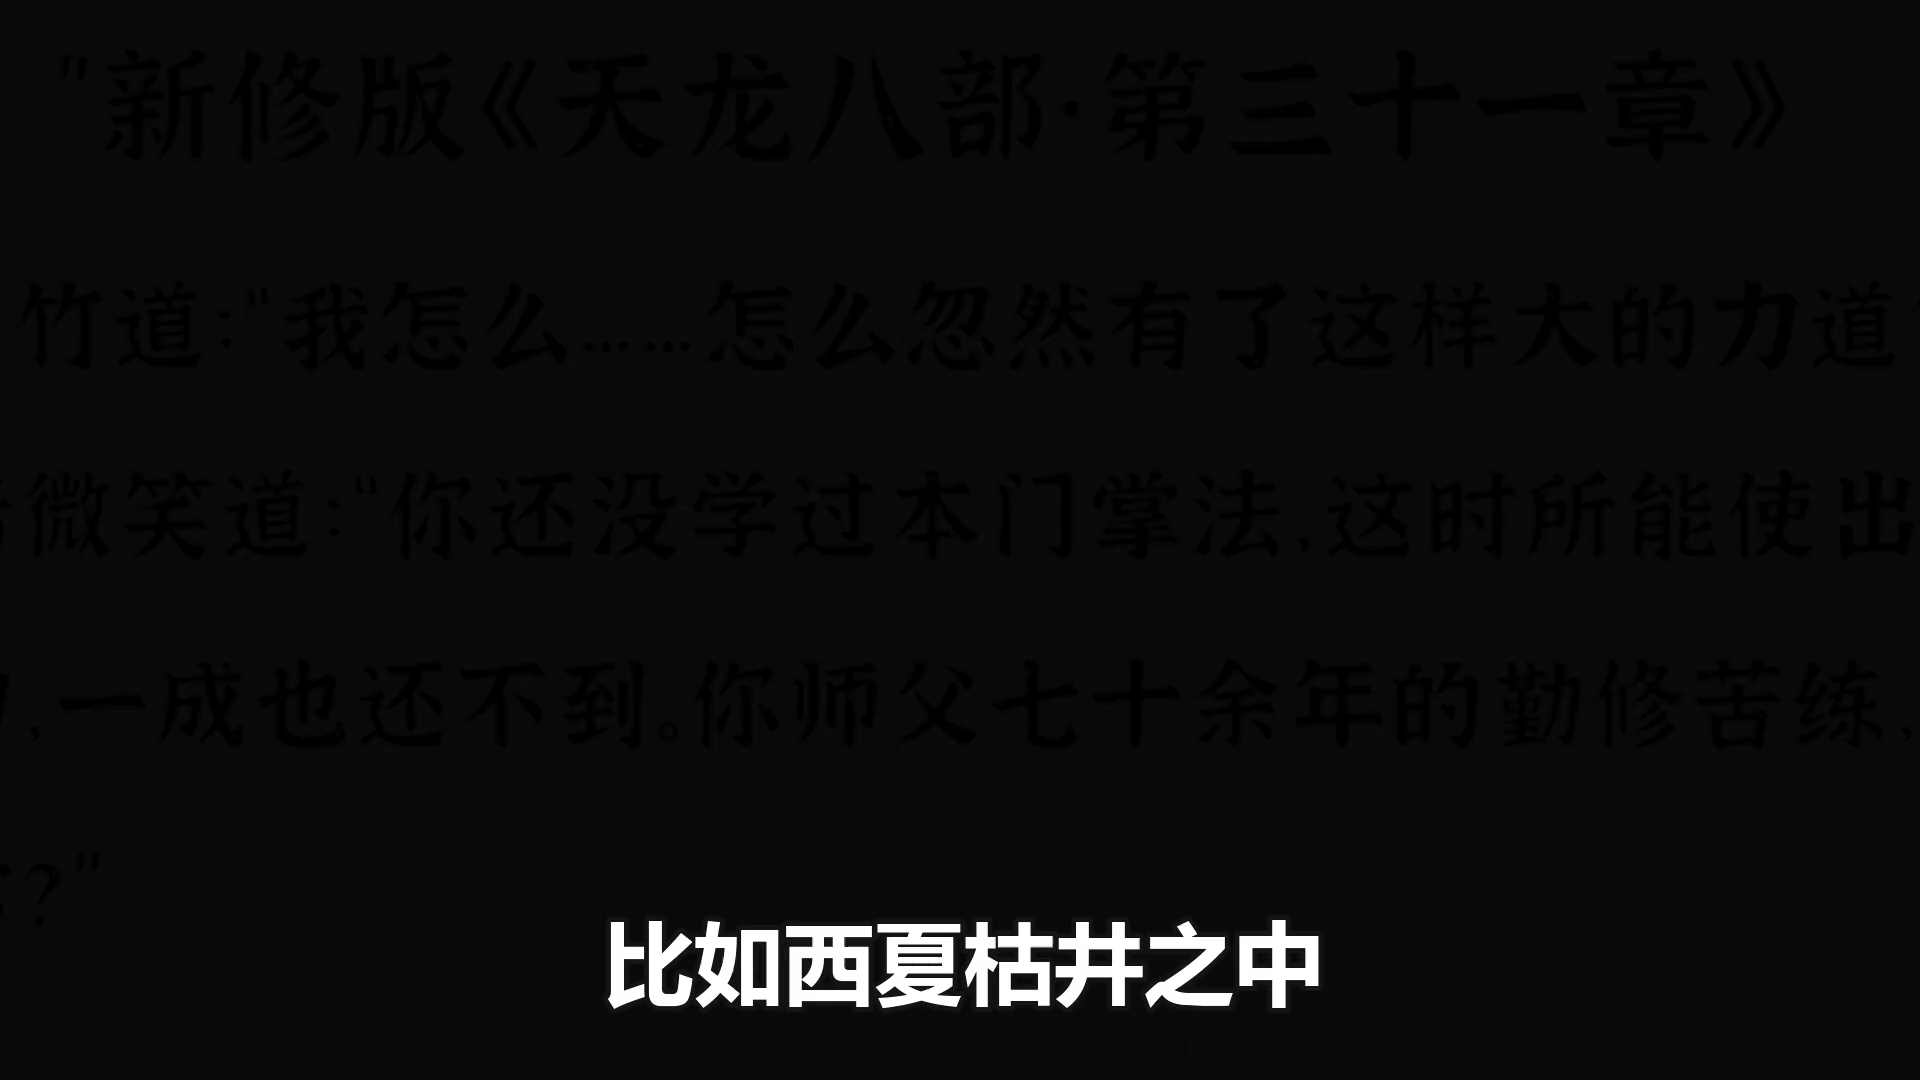 "新修版《天龙八部·第三十一章》
竹道:"我怎么……怎么忽然有了这样大的力道
微笑道:"你还没学过本门掌法,这时所能使出
,一成也还不到。你师父七十余年的勤修苦练,
?"
比如西夏枯井之中